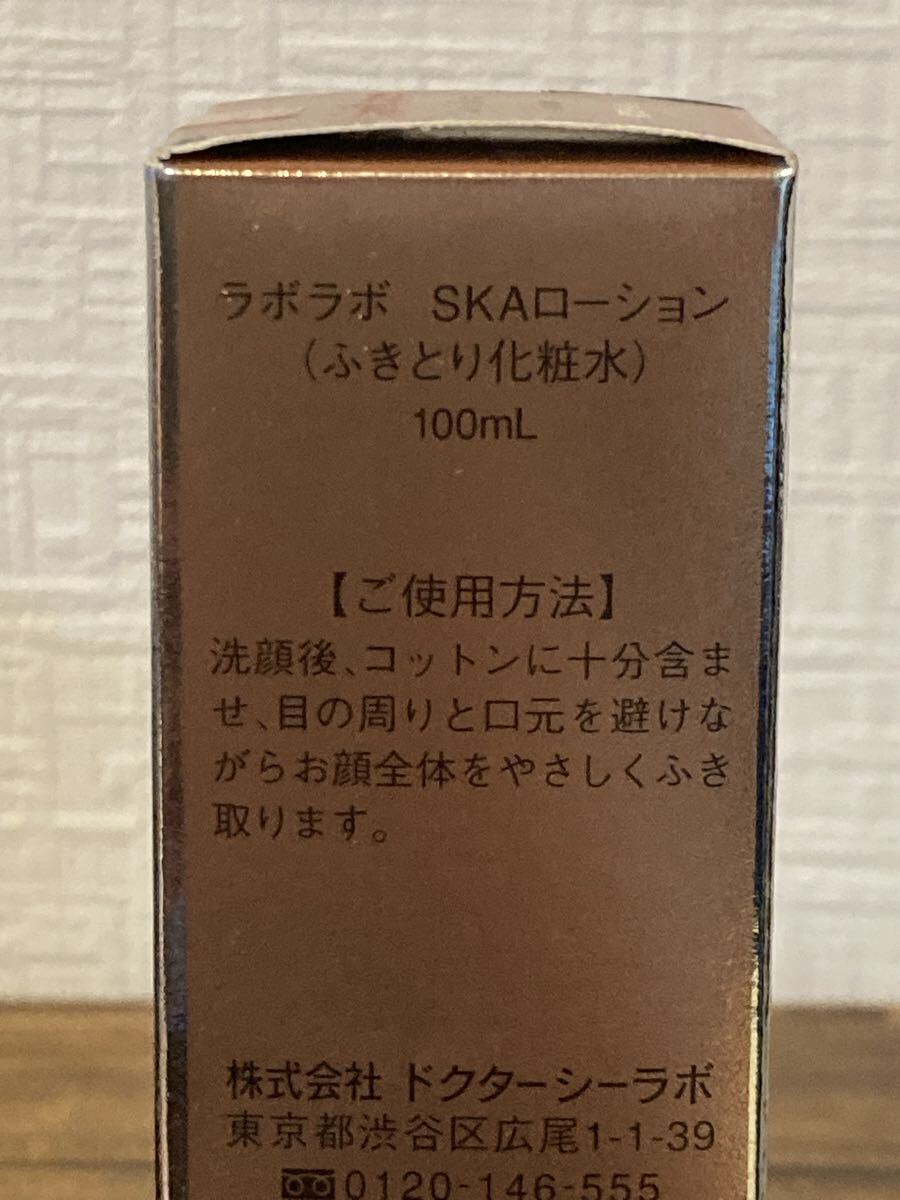 ラボラボ　SKAローション
（ふきとり化粧水）
100mL
【ご使用方法】
洗顔後、コットンに十分含ま
せ、目の周りと口元を避けな
がらお顔全体をやさしくふき
取ります。
株式会社 ドクターシーラボ
東京都渋谷区広尾1-1-39
0120-146-555